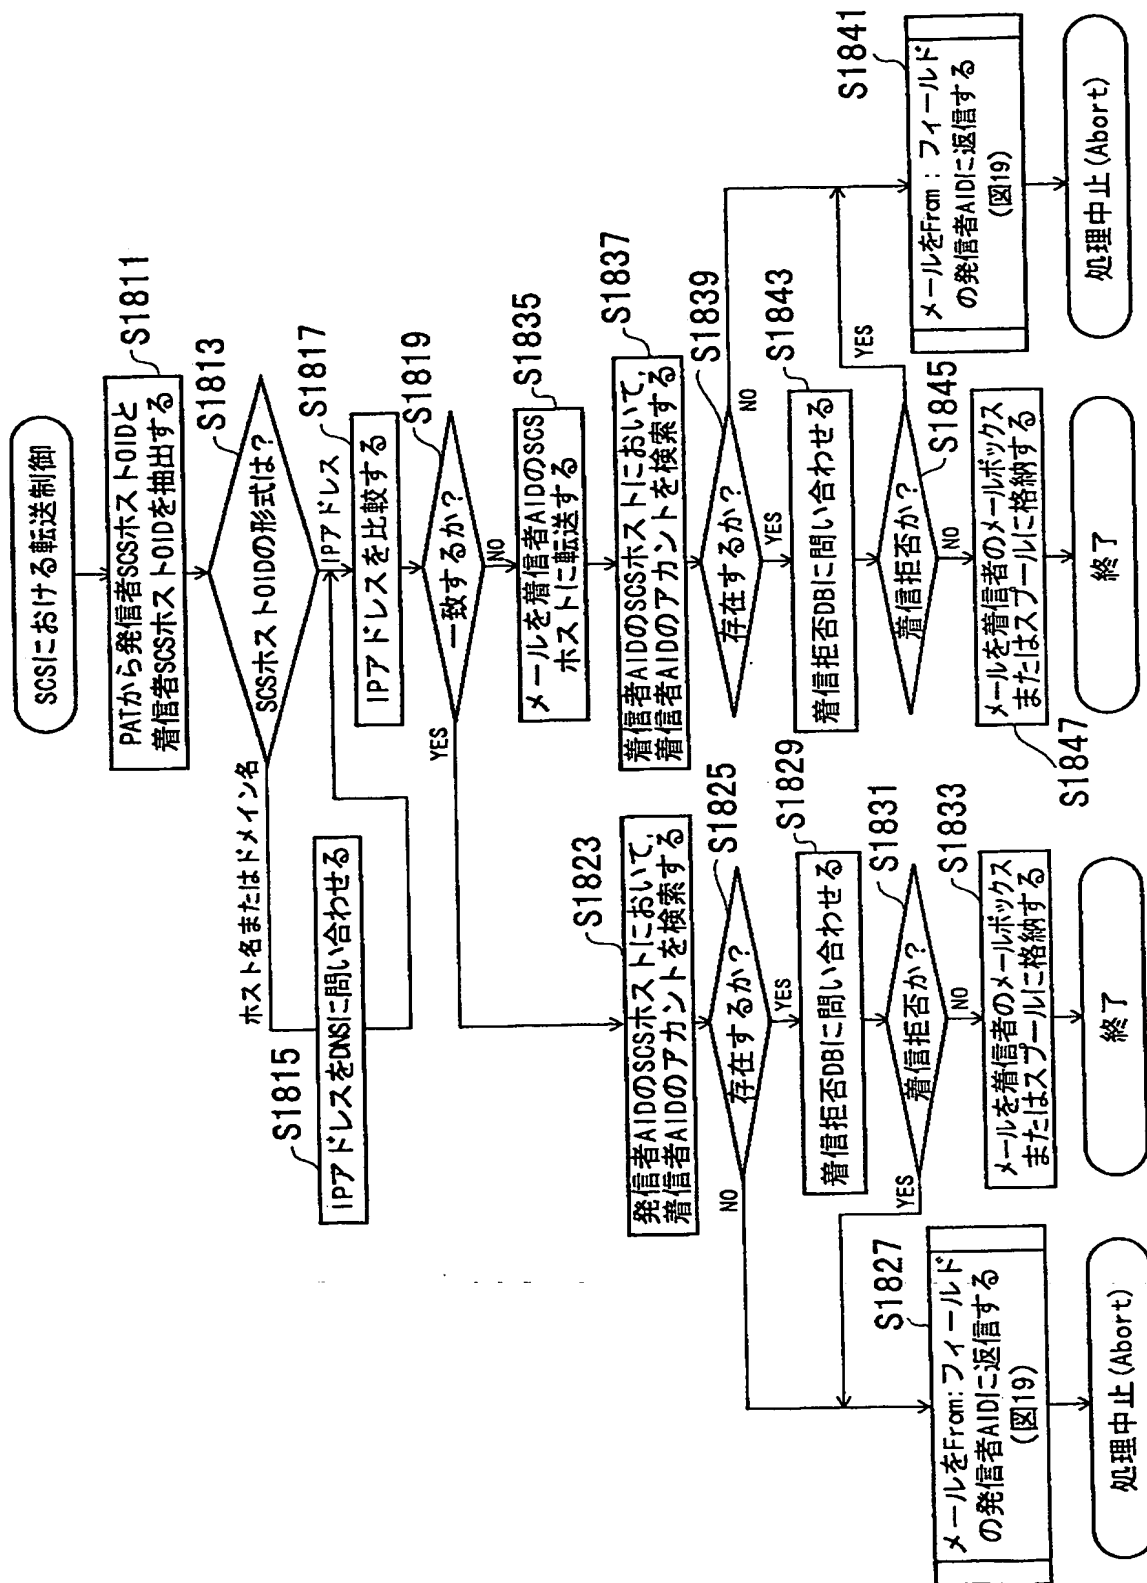 SCSにおける転送制御
PATから発信者SCSホストOIDと
着信者SCSホストOIDを抽出する
S1811
SCSホストOIDの形式は?
S1813
ホスト名またはドメイン名
IPアドレスをDNSに問い合わせる
S1815
IPアドレス
IPアドレスを比較する
S1817
一致するか?
S1819
YES
NO
発信者AIDのSCSホストにおいて,
着信者AIDのアカントを検索する
S1823
存在するか?
S1825
NO
YES
着信拒否DBに問い合わせる
S1829
着信拒否か?
S1831
YES
NO
メールを着信者のメールボックス
またはスプールに格納する
S1833
終了
メールをFrom:フィールド
の発信者AIDに返信する
(図19)
S1827
処理中止(Abort)
メールを着信者AIDのSCS
ホストに転送する
S1835
着信者AIDのSCSホストにおいて,
着信者AIDのアカントを検索する
S1837
存在するか?
S1839
NO
YES
着信拒否DBに問い合わせる
S1843
着信拒否か?
S1845
YES
NO
メールを着信者のメールボックス
またはスプールに格納する
S1847
終了
メールをFrom:フィールド
の発信者AIDに返信する
(図19)
S1841
処理中止(Abort)